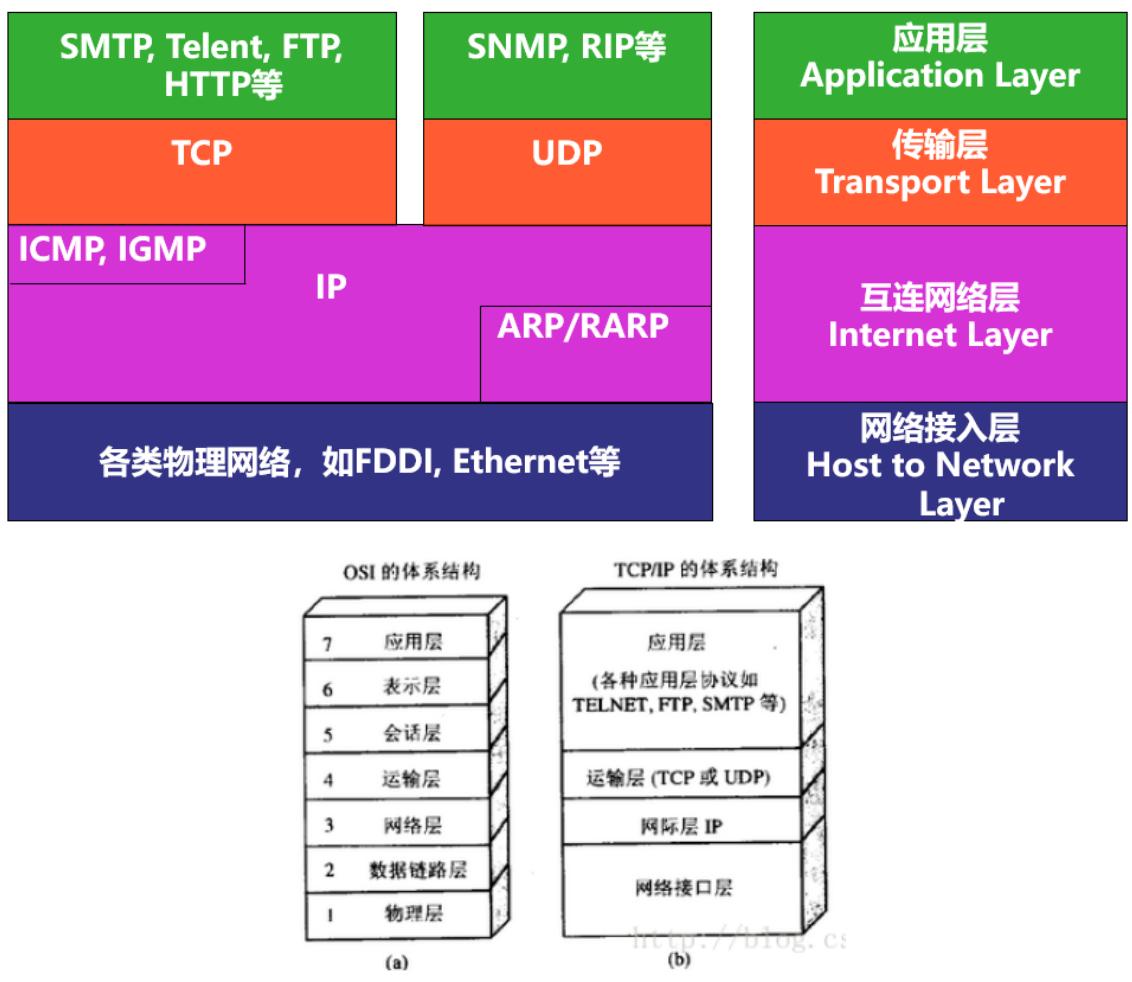 SMTP, Telent, FTP,
HTTP等
SNMP, RIP等
应用层
Application Layer
TCP
UDP
传输层
Transport Layer
ICMP, IGMP
IP
ARP/RARP
互连网络层
Internet Layer
各类物理网络，如FDDI, Ethernet等
网络接入层
Host to Network
Layer
OSI 的体系结构
7 应用层
6 表示层
5 会话层
4 运输层
3 网络层
2 数据链路层
1 物理层
(a)
TCP/IP 的体系结构
应用层
(各种应用层协议如
TELNET, FTP, SMTP 等)
运输层 (TCP 或 UDP)
网际层 IP
网络接口层
http://blog.cs
(b)